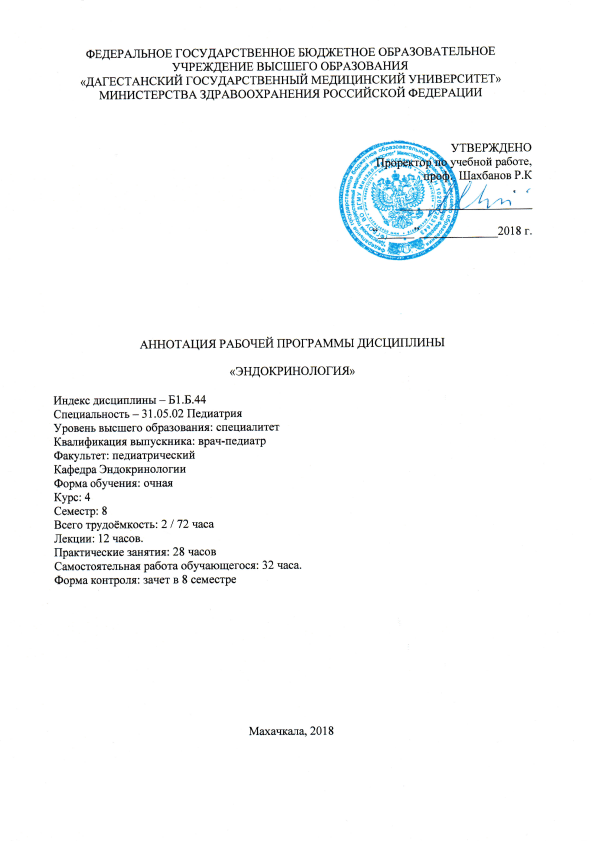 ФЕДЕРАЛЬНОЕ ГОСУДАРСТВЕННОЕ БЮДЖЕТНОЕ ОБРАЗОВАТЕЛЬНОЕ
УЧРЕЖДЕНИЕ ВЫСШЕГО ОБРАЗОВАНИЯ
«ДАГЕСТАНСКИЙ ГОСУДАРСТВЕННЫЙ МЕДИЦИНСКИЙ УНИВЕРСИТЕТ»
МИНИСТЕРСТВА ЗДРАВООХРАНЕНИЯ РОССИЙСКОЙ ФЕДЕРАЦИИ
УТВЕРЖДЕНО
Проректор по учебной работе,
проф. Шахбанов Р.К
"____" ____________2018 г.
АННОТАЦИЯ РАБОЧЕЙ ПРОГРАММЫ ДИСЦИПЛИНЫ
«ЭНДОКРИНОЛОГИЯ»
Индекс дисциплины – Б1.Б.44
Специальность – 31.05.02 Педиатрия
Уровень высшего образования: специалитет
Квалификация выпускника: врач-педиатр
Факультет: педиатрический
Кафедра Эндокринологии
Форма обучения: очная
Курс: 4
Семестр: 8
Всего трудоёмкость: 2 / 72 часа
Лекции: 12 часов.
Практические занятия: 28 часов
Самостоятельная работа обучающегося: 32 часа.
Форма контроля: зачет в 8 семестре
Махачкала, 2018